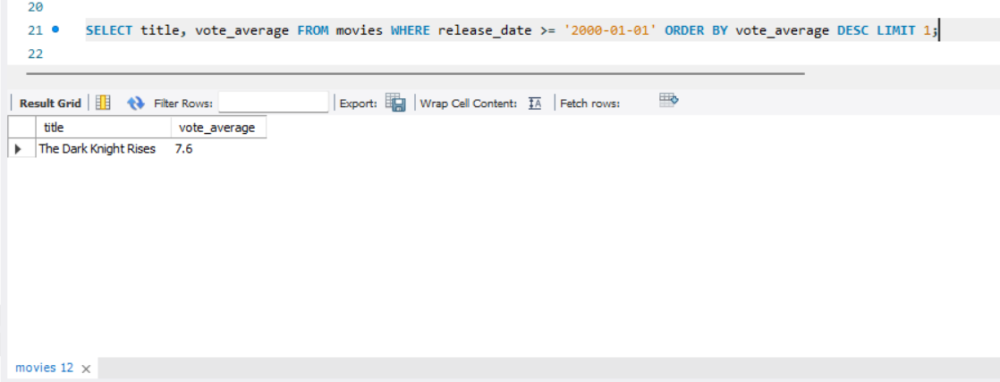 20
21 SELECT title, vote_average FROM movies WHERE release_date >= '2000-01-01' ORDER BY vote_average DESC LIMIT 1;
22
Result Grid Filter Rows: Export: Wrap Cell Content: IA Fetch rows:
title vote_average
The Dark Knight Rises 7.6
movies 12 ×